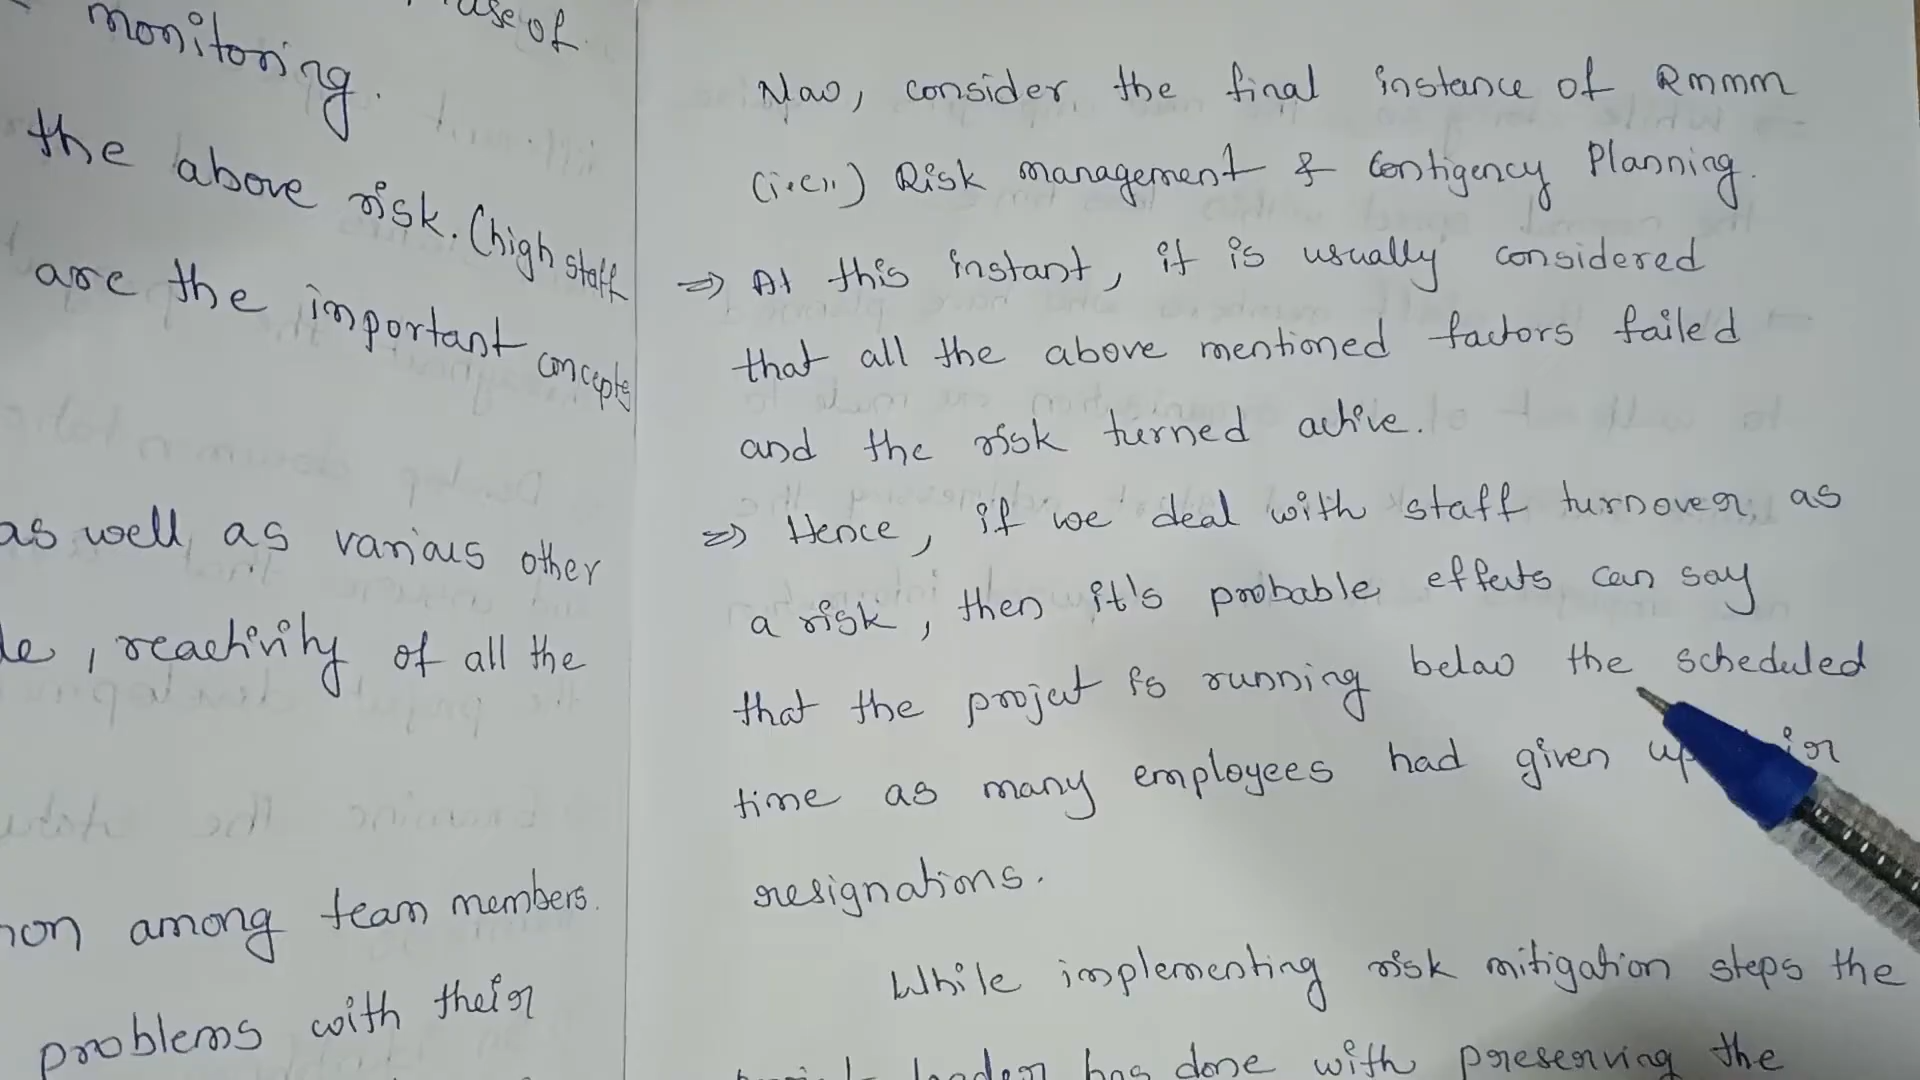 use of
monitoring.
the above risk. (high staff
are the important concepts
as well as various other
reactivity of all the
among team members.
problems with their
Now, consider the final instance of RMMM
(i.e.,) Risk management & Contigency Planning.
=> At this instant, it is usually considered
that all the above mentioned factors failed
and the risk turned active.
=> Hence, if we deal with staff turnover, as
a risk, then it's probable effects can say
that the project is running below the scheduled
time as many employees had given up
resignations.
While implementing risk mitigation steps the
has done with preserving the